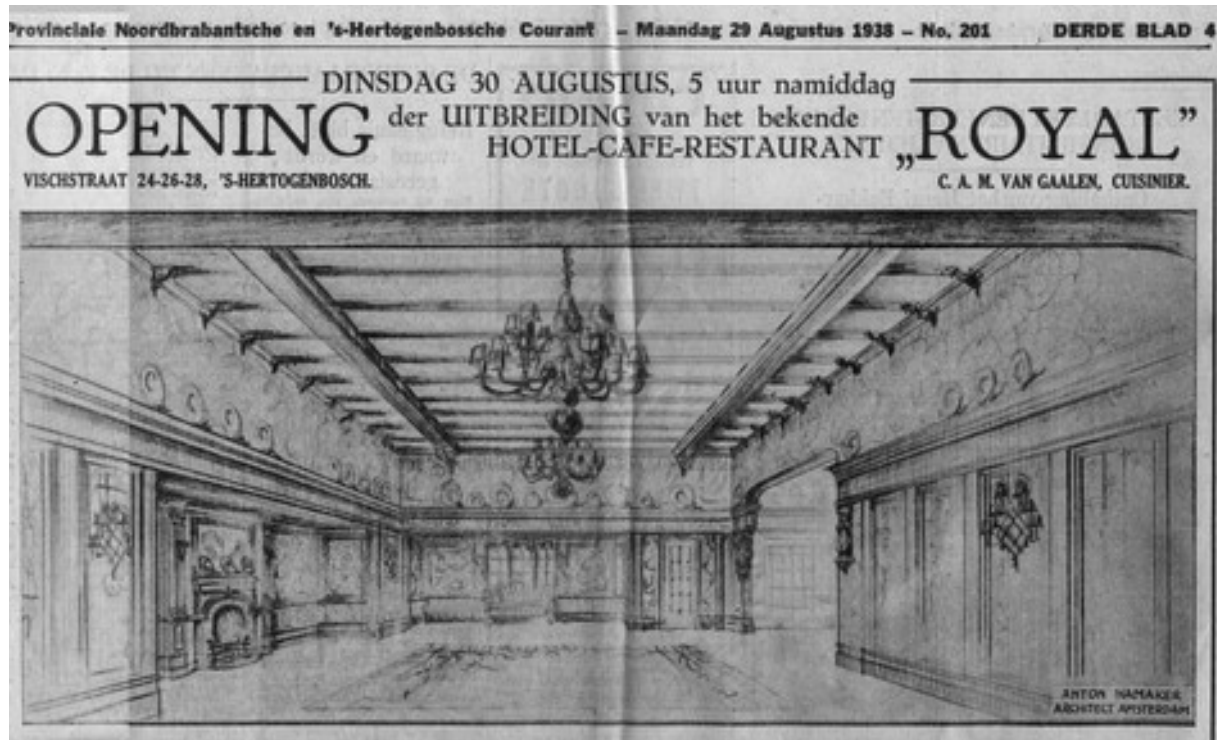 Provinciale Noordbrabantsche en 's-Hertogenbossche Courant – Maandag 29 Augustus 1938 – No. 201 DERDE BLAD 4
DINSDAG 30 AUGUSTUS, 5 uur namiddag
OPENING der UITBREIDING van het bekende
HOTEL-CAFE-RESTAURANT „ROYAL”
VISCHSTRAAT 24-26-28, 'S-HERTOGENBOSCH.
C. A. M. VAN GAALEN, CUISINIER.
ANTON HAMAKER
ARCHITECT AMSTERDAM